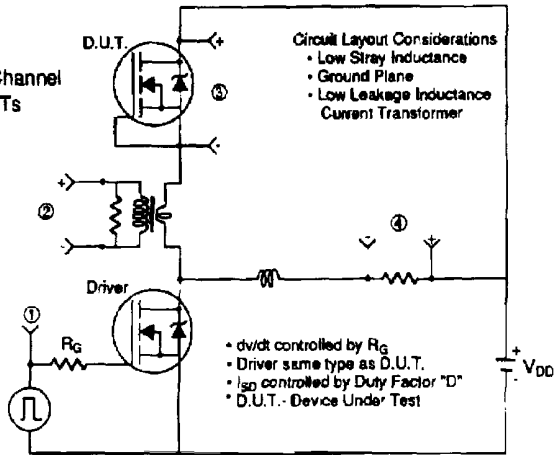 D.U.T.
+
Circuit Layout Considerations
• Low Stray Inductance
• Ground Plane
• Low Leakage Inductance
Current Transformer
Channel
Ts
③
-
+
②
-
- ④ +
Driver
①
RG
• dv/dt controlled by RG
• Driver same type as D.U.T.
• ISD controlled by Duty Factor "D"
* D.U.T.- Device Under Test
+
VDD
-